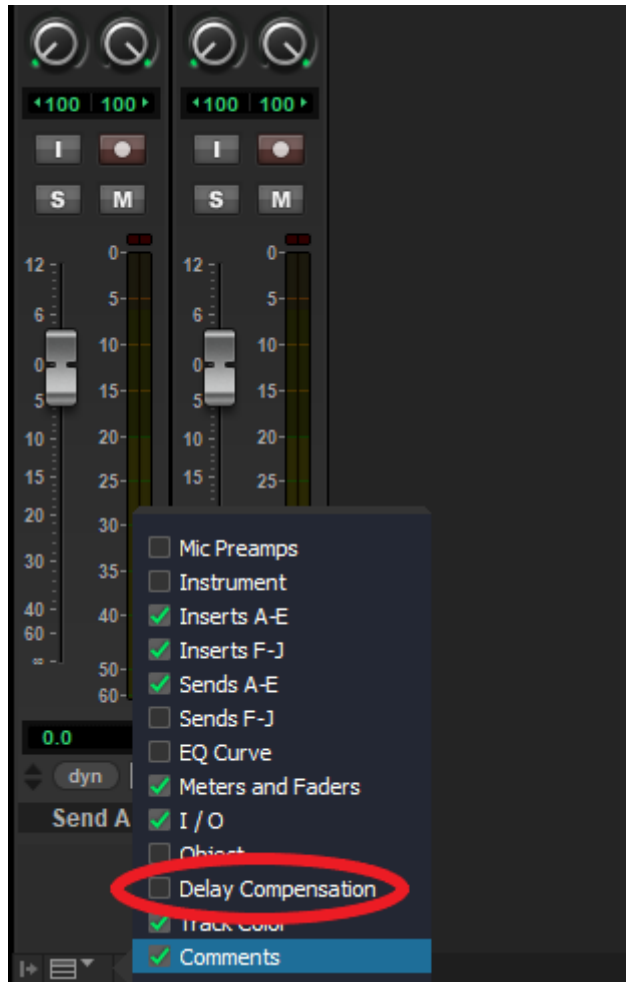 ◂100 100▸ ◂100 100▸
I I
S M S M
12 0 12 0
6 5 6 5
0 10 0 10
5 15 5 15
10 20 10 20
15 25 15 25
20 30
30 35
40 40
60
∞ 50
60
0.0
dyn
Send A
Mic Preamps
Instrument
Inserts A-E
Inserts F-J
Sends A-E
Sends F-J
EQ Curve
Meters and Faders
I / O
Object
Delay Compensation
Track Color
Comments